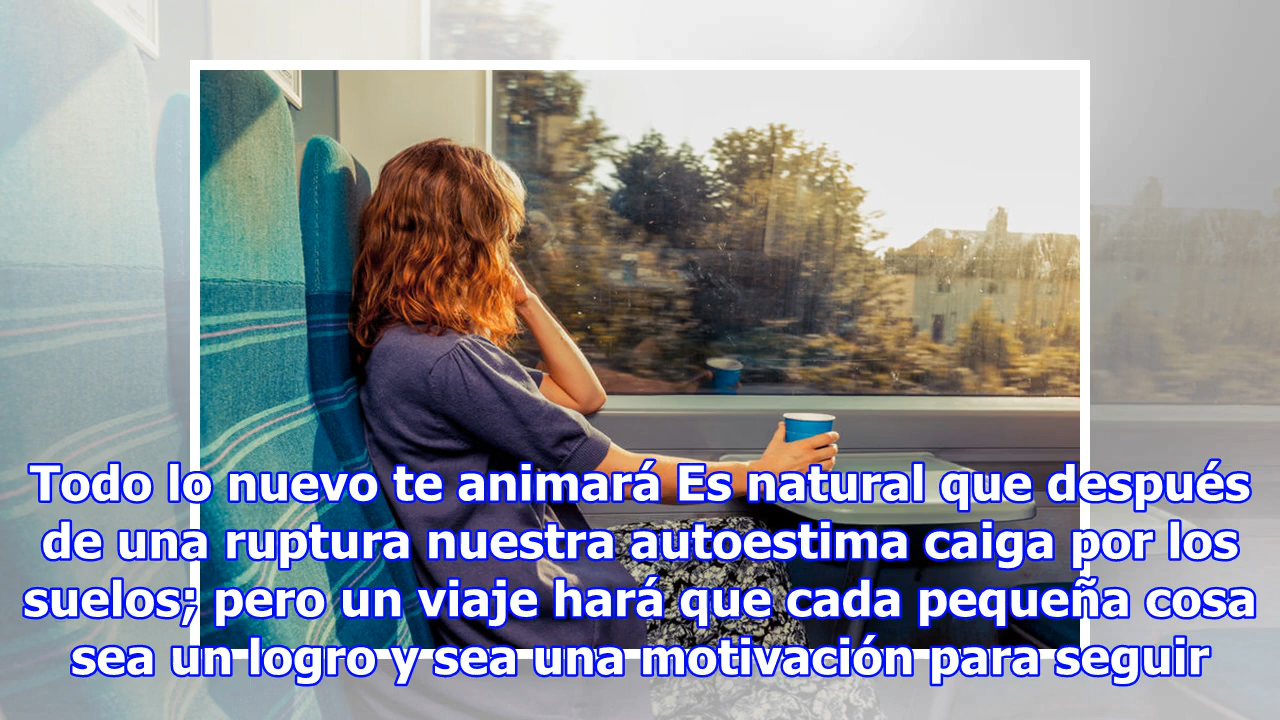 Todo lo nuevo te animará Es natural que después
de una ruptura nuestra autoestima caiga por los
suelos; pero un viaje hará que cada pequeña cosa
sea un logro y sea una motivación para seguir